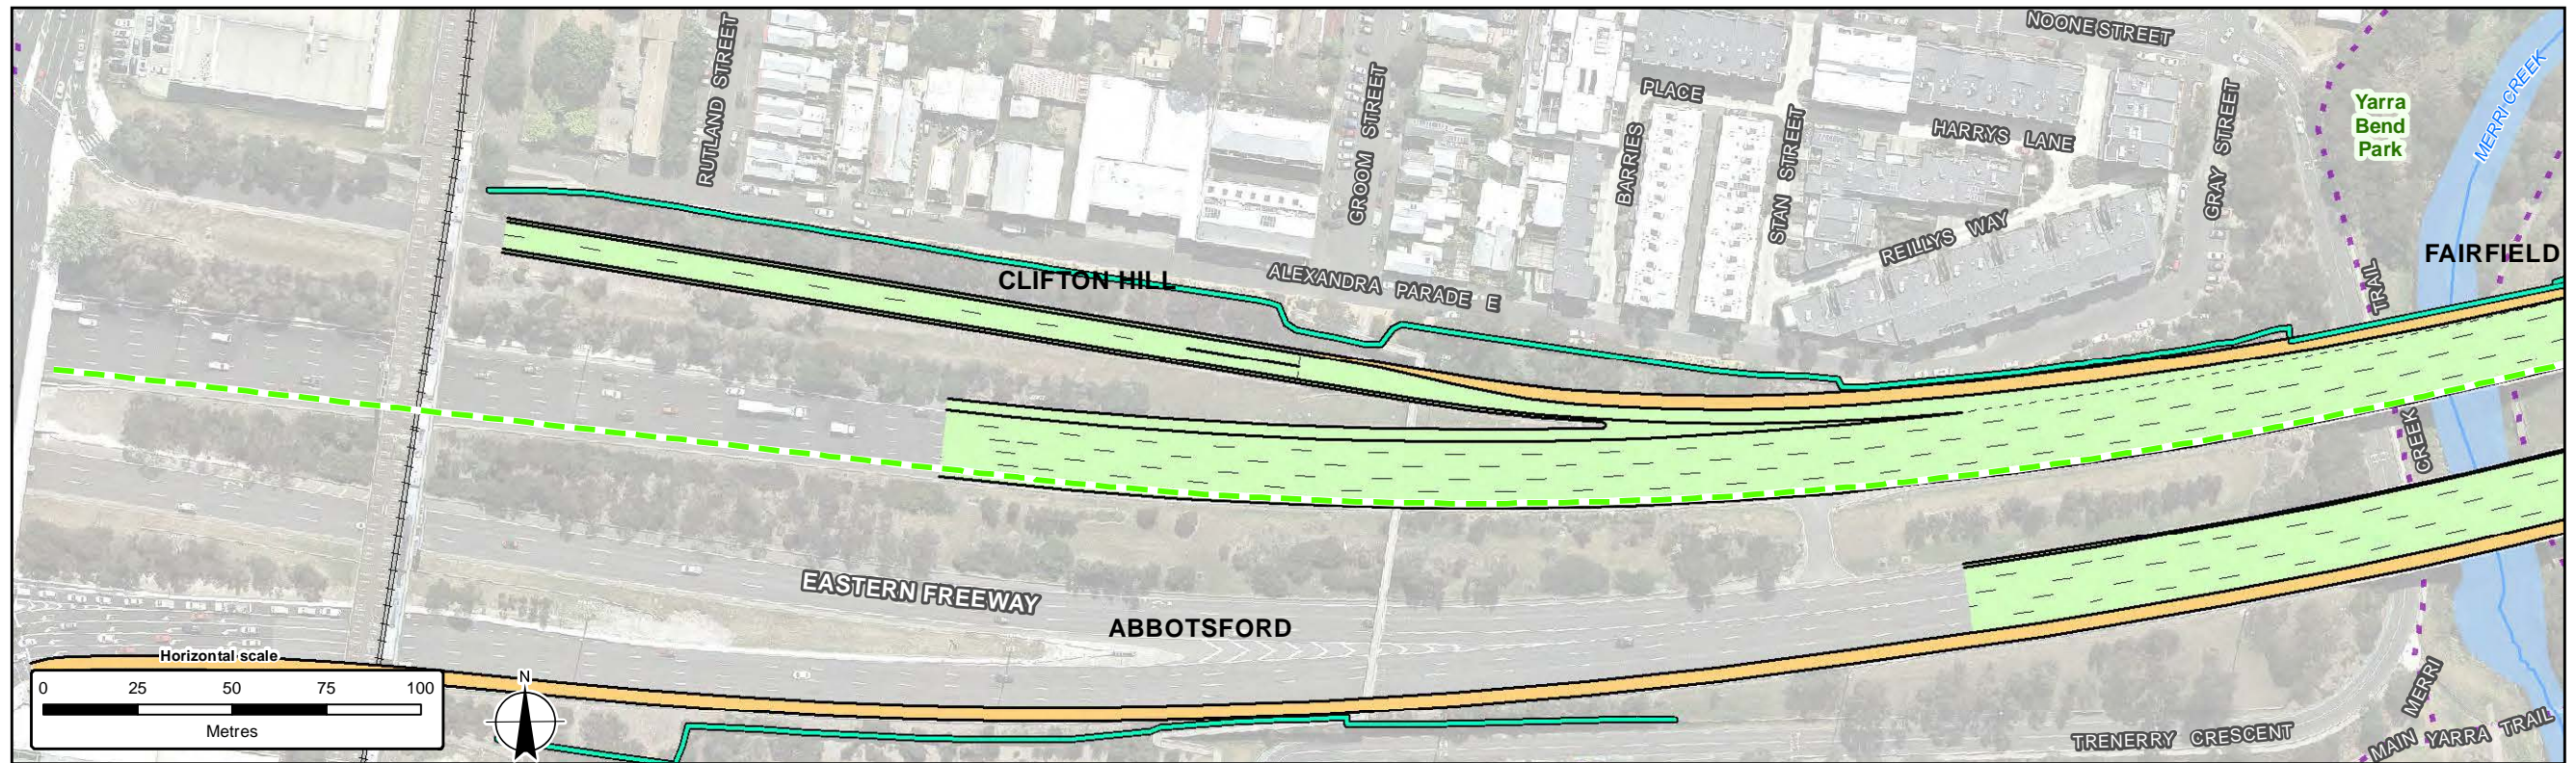 NOONE STREET
RUTLAND STREET
GROOM STREET
PLACE
BARRIES
STAN STREET
HARRYS LANE
GRAY STREET
REILLYS WAY
Yarra
Bend
Park
MERRI CREEK
FAIRFIELD
TRAIL
CLIFTON HILL
ALEXANDRA PARADE E
CREEK
EASTERN FREEWAY
ABBOTSFORD
Horizontal scale
0 25 50 75 100
Metres
N
MERRI
TRENERRY CRESCENT
MAIN YARRA TRAIL